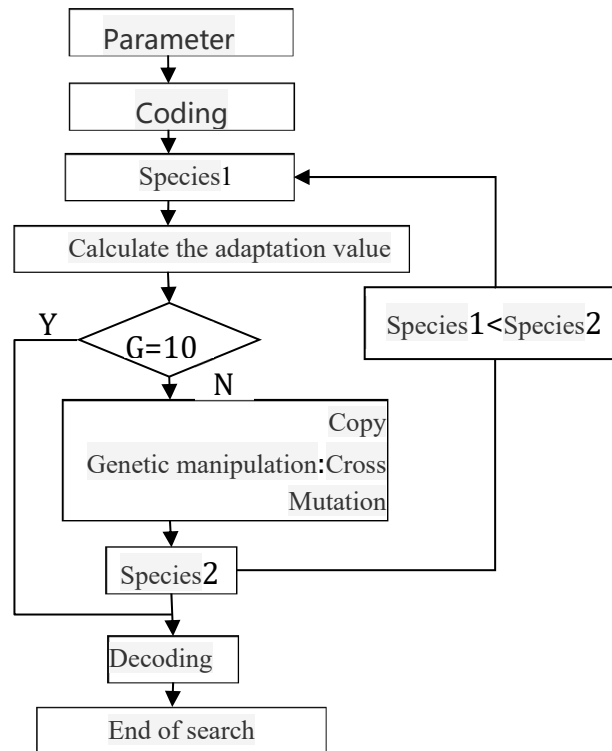 Parameter
Coding
Species1
Calculate the adaptation value
Y
G=10
Species1<Species2
N
Copy
Genetic manipulation:Cross
Mutation
Species2
Decoding
End of search